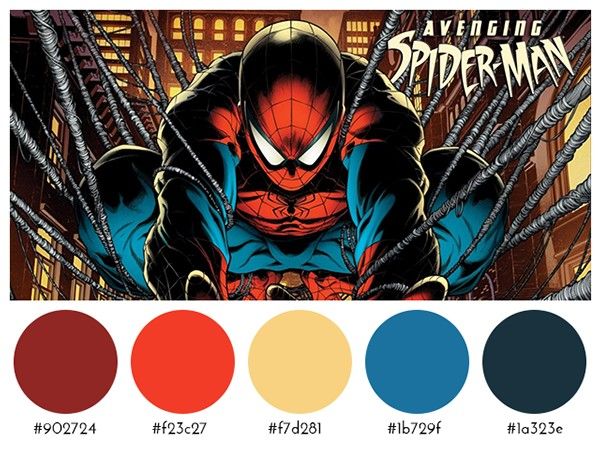 AVENGING
SPIDER-MAN
#902724
#f23c27
#f7d281
#1b729f
#1a323e